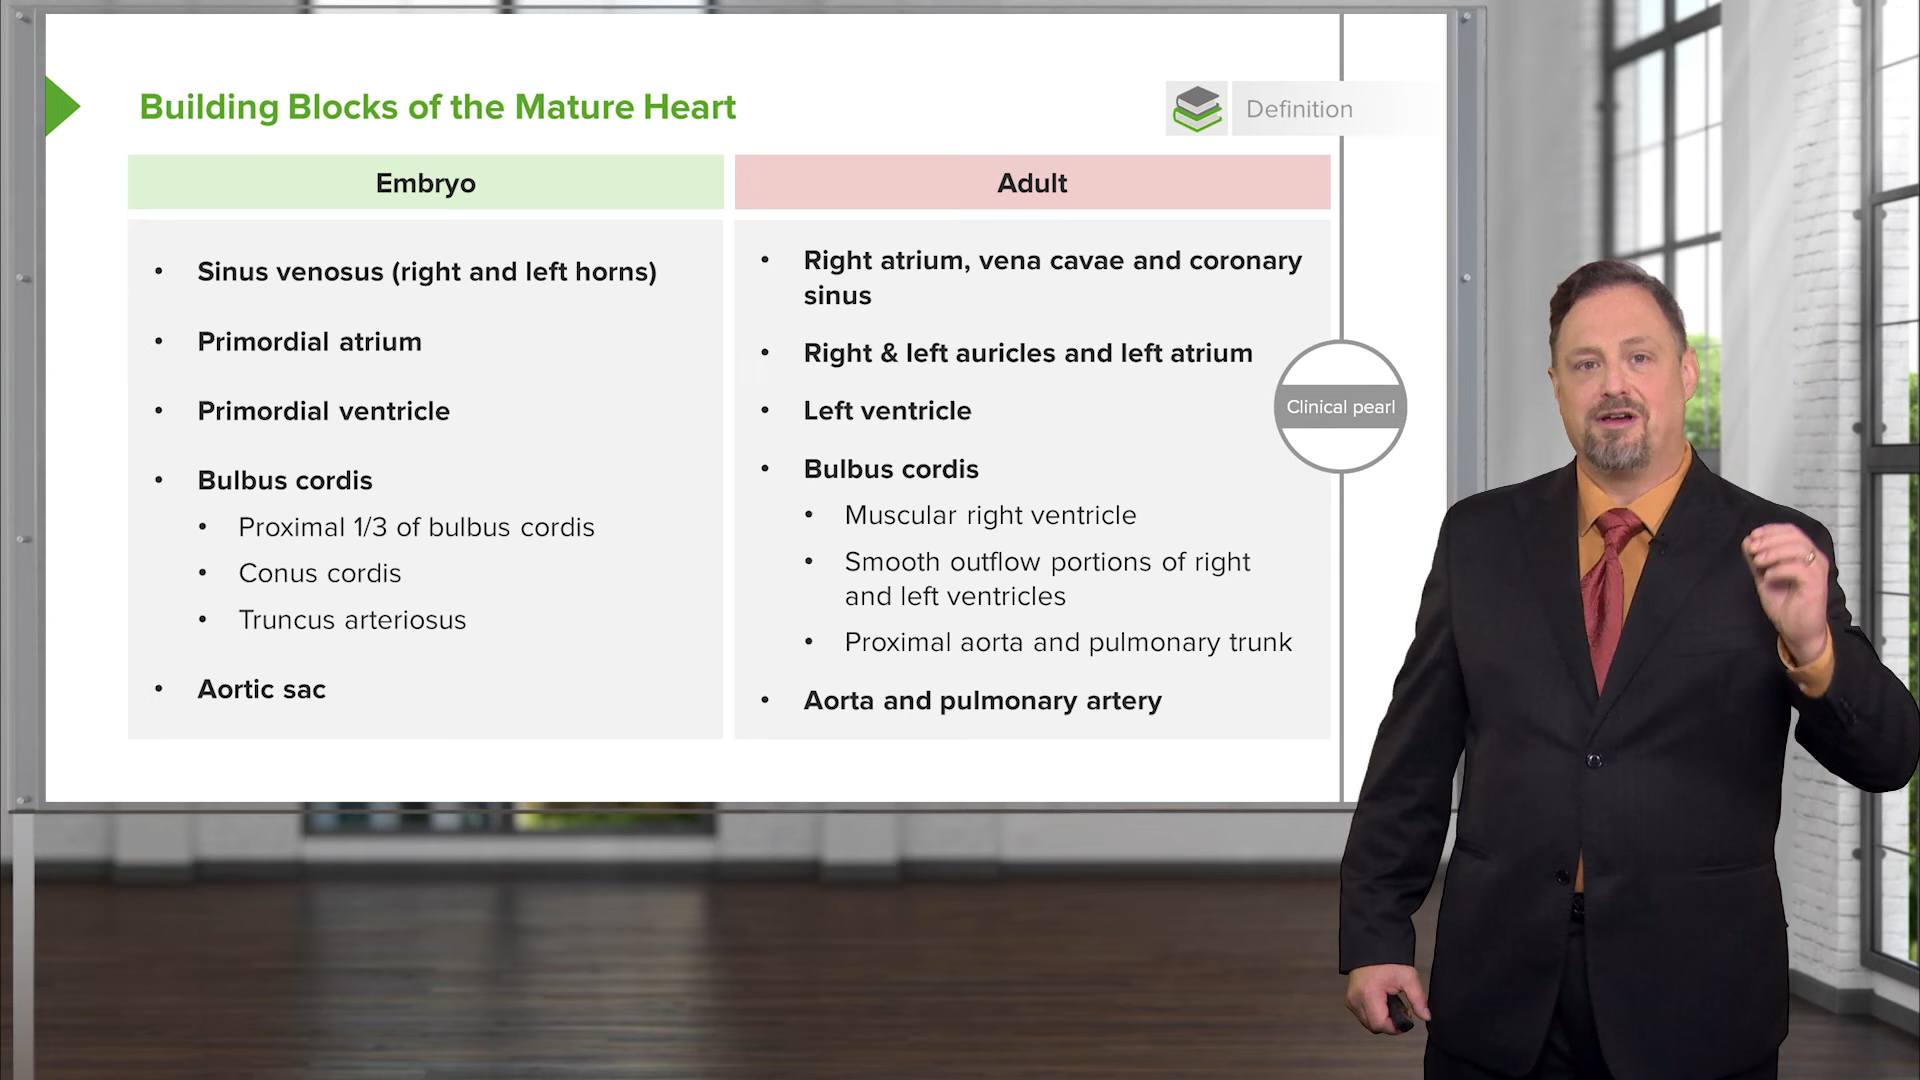 Building Blocks of the Mature Heart
Definition
Embryo
• Sinus venosus (right and left horns)
• Primordial atrium
• Primordial ventricle
• Bulbus cordis
• Proximal 1/3 of bulbus cordis
• Conus cordis
• Truncus arteriosus
• Aortic sac
Adult
• Right atrium, vena cavae and coronary
sinus
• Right & left auricles and left atrium
• Left ventricle
• Bulbus cordis
• Muscular right ventricle
• Smooth outflow portions of right
and left ventricles
• Proximal aorta and pulmonary trunk
• Aorta and pulmonary artery
Clinical pearl